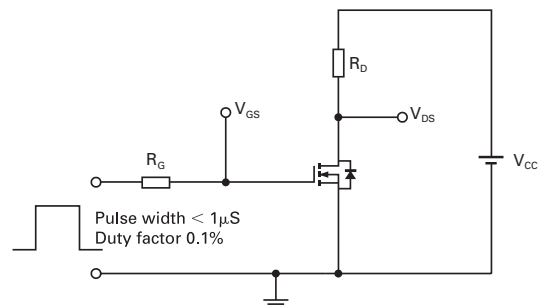 R_D
V_GS
V_DS
R_G
V_CC
Pulse width < 1μS
Duty factor 0.1%